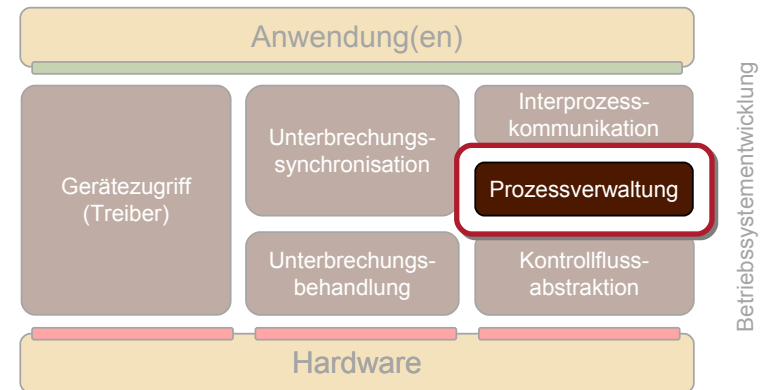 Anwendung(en)
Gerätezugriff
(Treiber)
Unterbrechungs-
synchronisation
Unterbrechungs-
behandlung
Interprozess-
kommunikation
Prozessverwaltung
Kontrollfluss-
abstraktion
Hardware
Betriebssystementwicklung